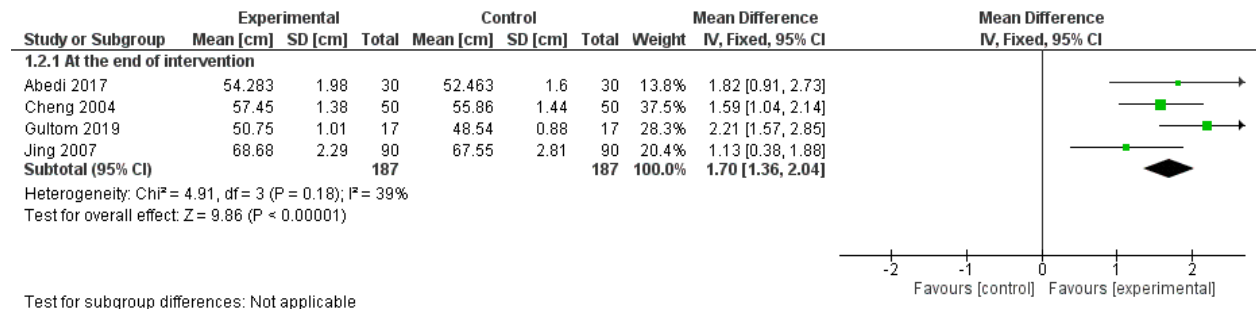 Experimental Control Mean Difference Mean Difference
Study or Subgroup Mean [cm] SD [cm] Total Mean [cm] SD [cm] Total Weight IV, Fixed, 95% CI IV, Fixed, 95% CI
1.2.1 At the end of intervention
Abedi 2017 54.283 1.98 30 52.463 1.6 30 13.8% 1.82 [0.91, 2.73]
Cheng 2004 57.45 1.38 50 55.86 1.44 50 37.5% 1.59 [1.04, 2.14]
Gultom 2019 50.75 1.01 17 48.54 0.88 17 28.3% 2.21 [1.57, 2.85]
Jing 2007 68.68 2.29 90 67.55 2.81 90 20.4% 1.13 [0.38, 1.88]
Subtotal (95% CI) 187 187 100.0% 1.70 [1.36, 2.04]
Heterogeneity: Chi² = 4.91, df = 3 (P = 0.18); I² = 39%
Test for overall effect: Z = 9.86 (P < 0.00001)
-2 -1 0 1 2
Favours [control] Favours [experimental]
Test for subgroup differences: Not applicable